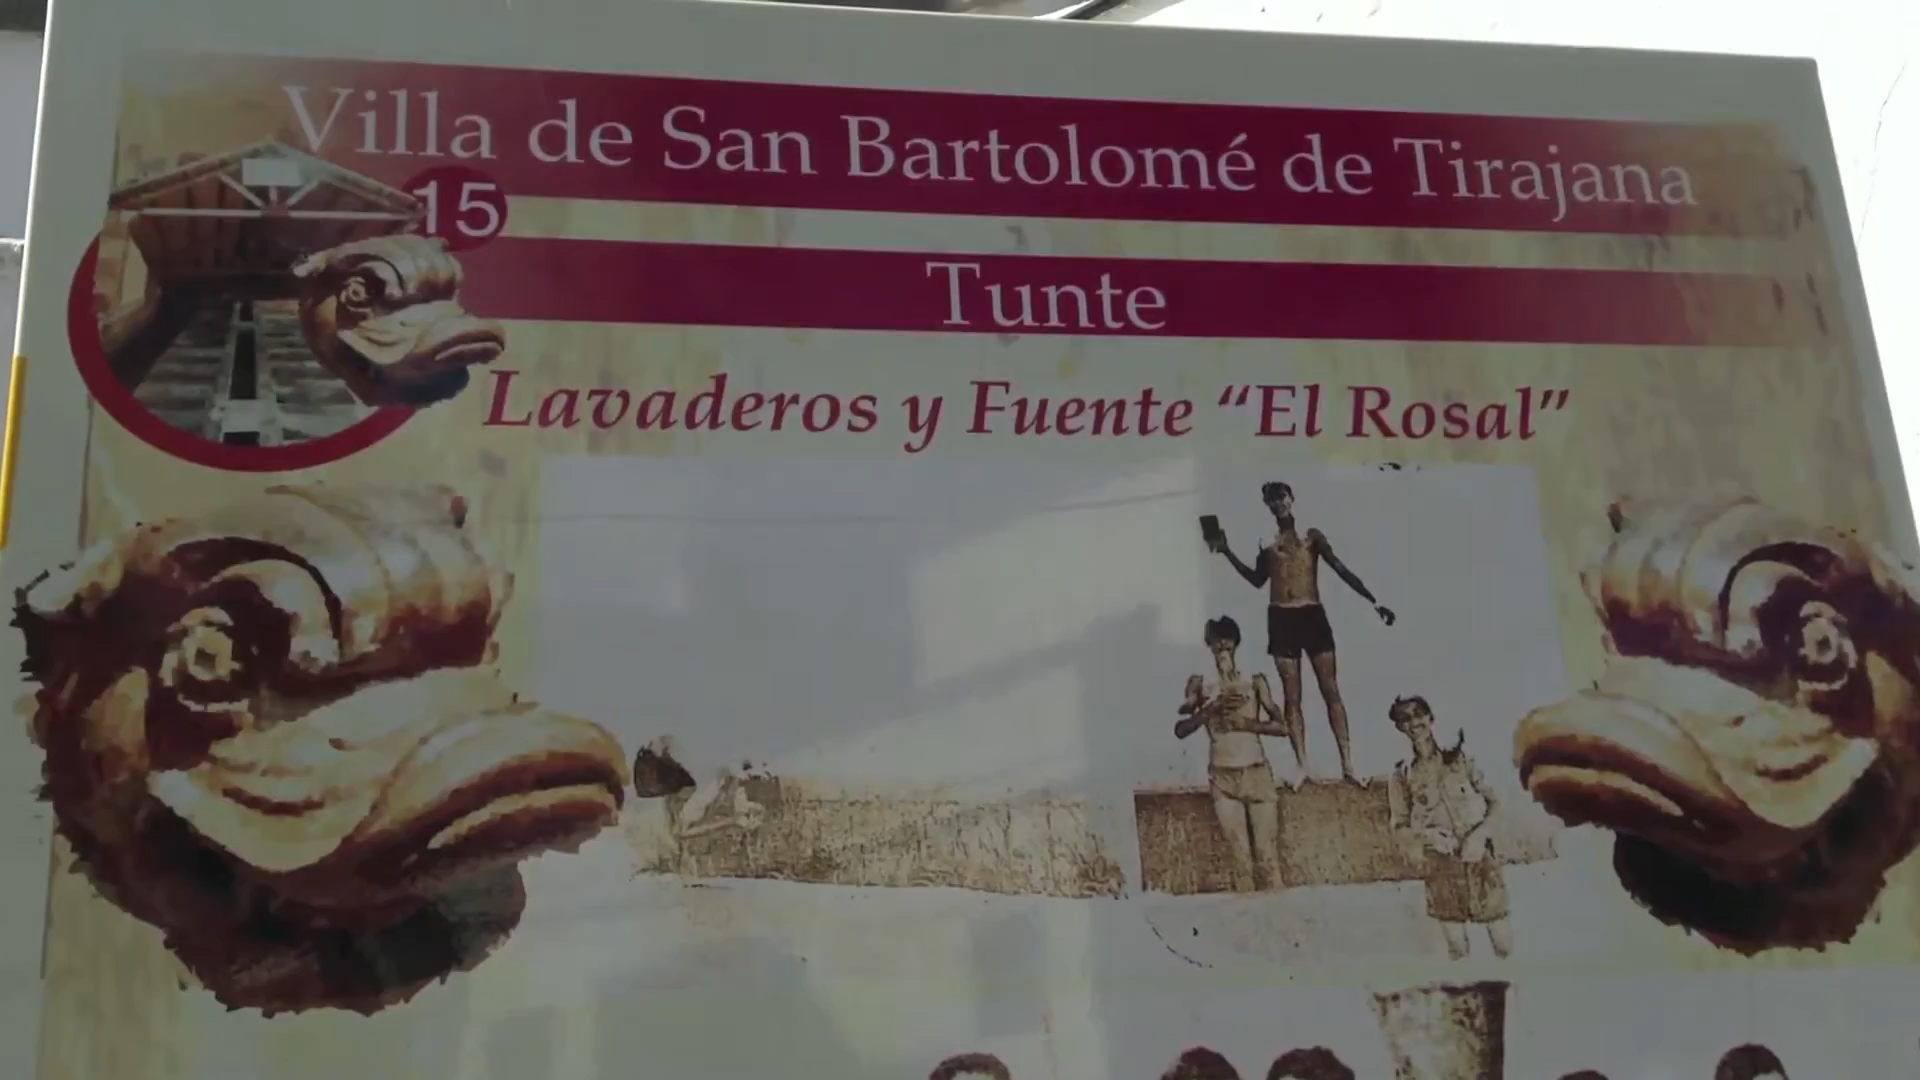 Villa de San Bartolomé de Tirajana
15
Tunte
Lavaderos y Fuente “El Rosal”